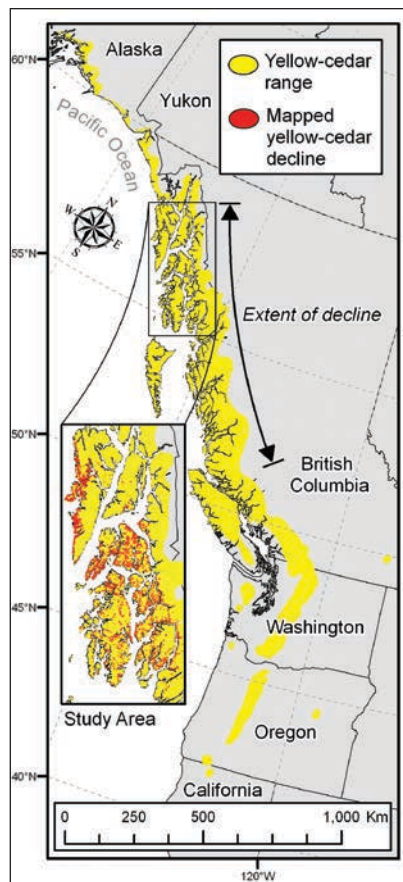 Alaska
60°N
Yukon
Pacific Ocean
Yellow-cedar
range
Mapped
yellow-cedar
decline
N
W
E
S
55°N
Extent of decline
50°N
British
Columbia
45°N
Washington
Study Area
Oregon
40°N
California
0 250 500 1,000 Km
120°W